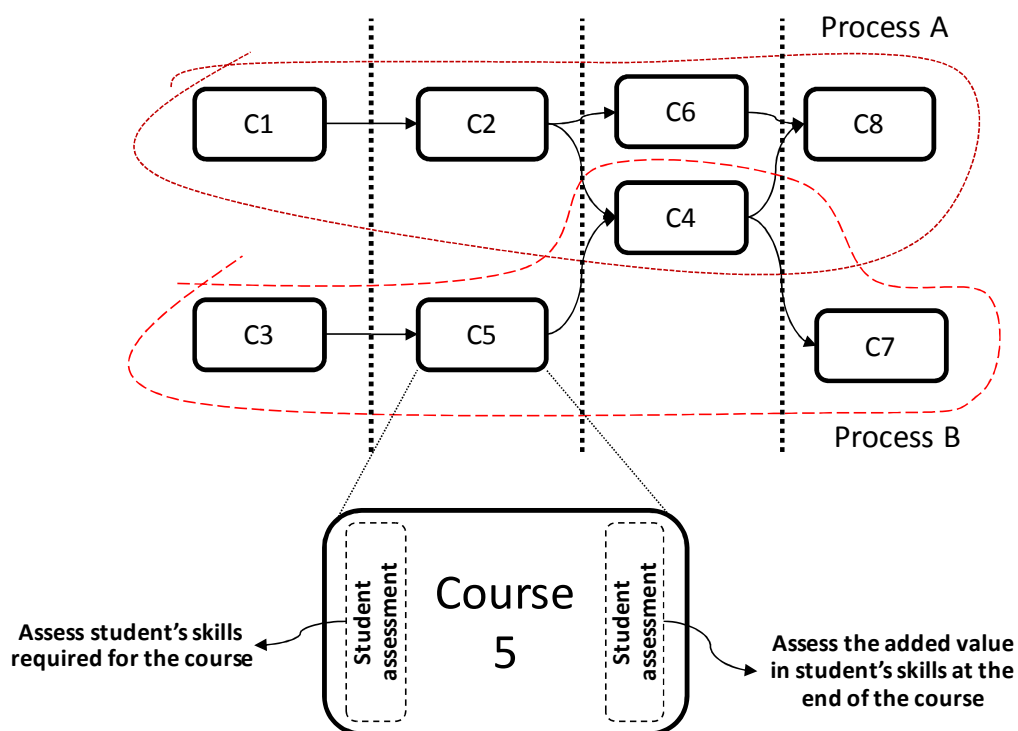 Process A
C1
C2
C6
C8
C4
C3
C5
C7
Process B
Student
assessment
Course
5
Student
assessment
Assess student's skills
required for the course
Assess the added value
in student's skills at the
end of the course